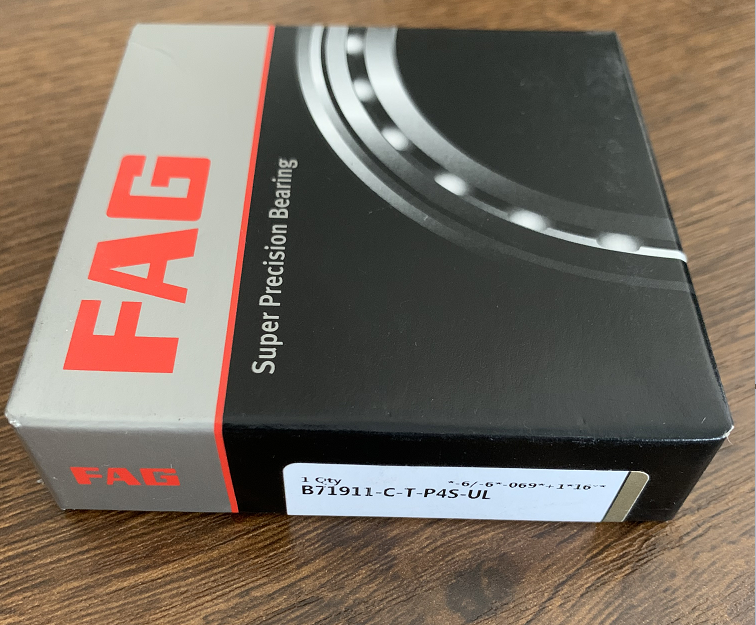 FAG
Super Precision Bearing
FAG
1 Qty
B71911-C-T-P4S-UL